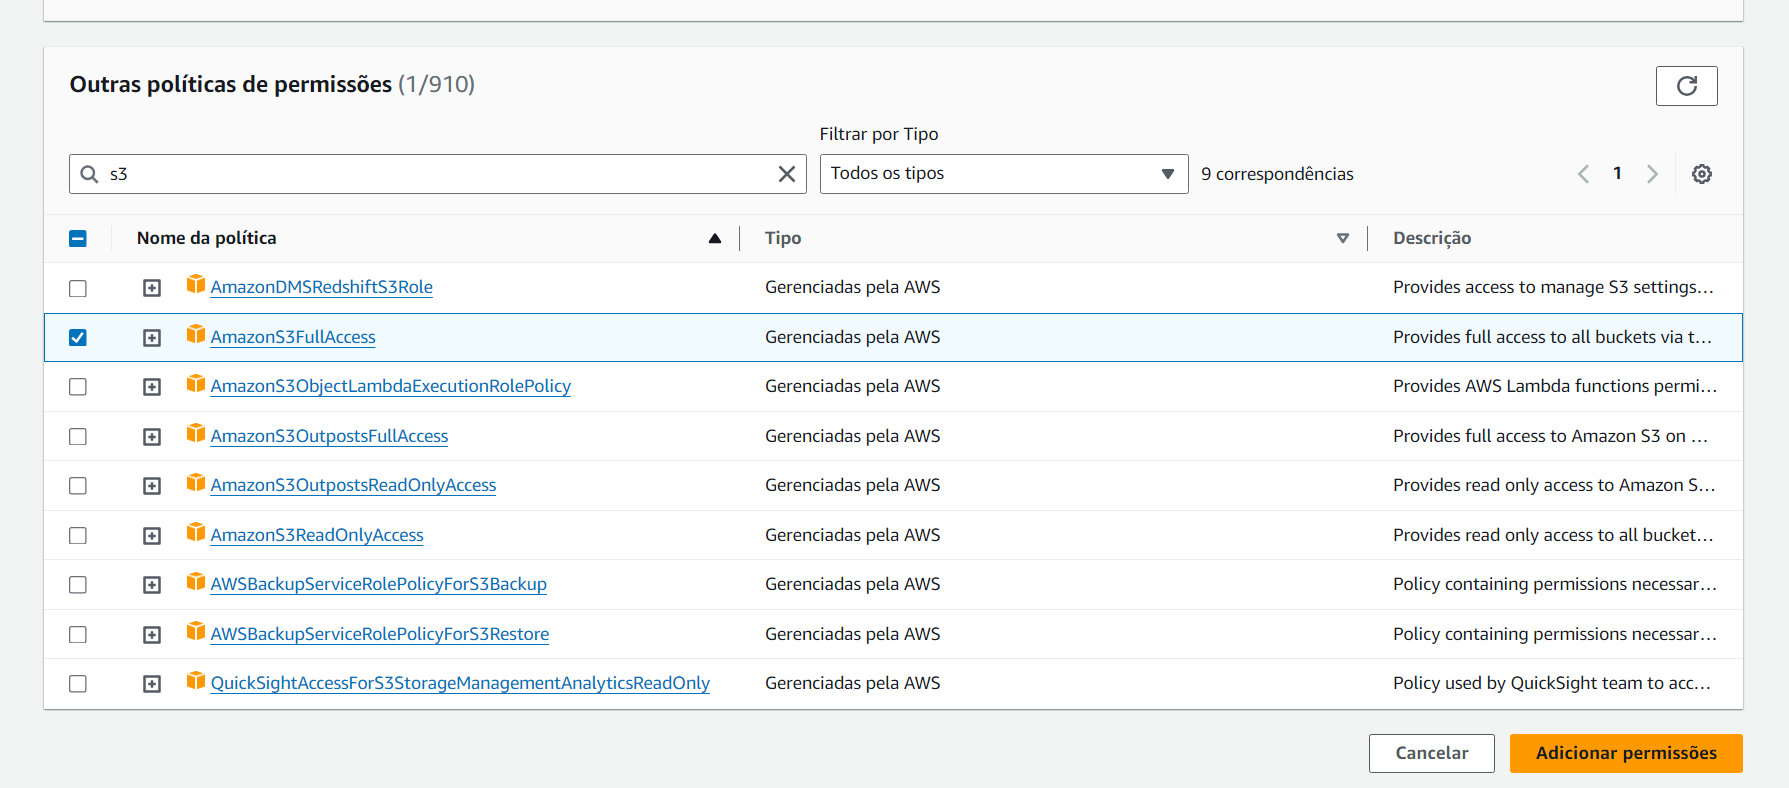 Outras políticas de permissões (1/910)
Filtrar por Tipo
s3
Todos os tipos
9 correspondências
1
Nome da política
Tipo
Descrição
AmazonDMSRedshiftS3Role
Gerenciadas pela AWS
Provides access to manage S3 settings...
AmazonS3FullAccess
Gerenciadas pela AWS
Provides full access to all buckets via t...
AmazonS3ObjectLambdaExecutionRolePolicy
Gerenciadas pela AWS
Provides AWS Lambda functions permi...
AmazonS3OutpostsFullAccess
Gerenciadas pela AWS
Provides full access to Amazon S3 on ...
AmazonS3OutpostsReadOnlyAccess
Gerenciadas pela AWS
Provides read only access to Amazon S...
AmazonS3ReadOnlyAccess
Gerenciadas pela AWS
Provides read only access to all bucket...
AWSBackupServiceRolePolicyForS3Backup
Gerenciadas pela AWS
Policy containing permissions necessar...
AWSBackupServiceRolePolicyForS3Restore
Gerenciadas pela AWS
Policy containing permissions necessar...
QuickSightAccessForS3StorageManagementAnalyticsReadOnly
Gerenciadas pela AWS
Policy used by QuickSight team to acc...
Cancelar
Adicionar permissões